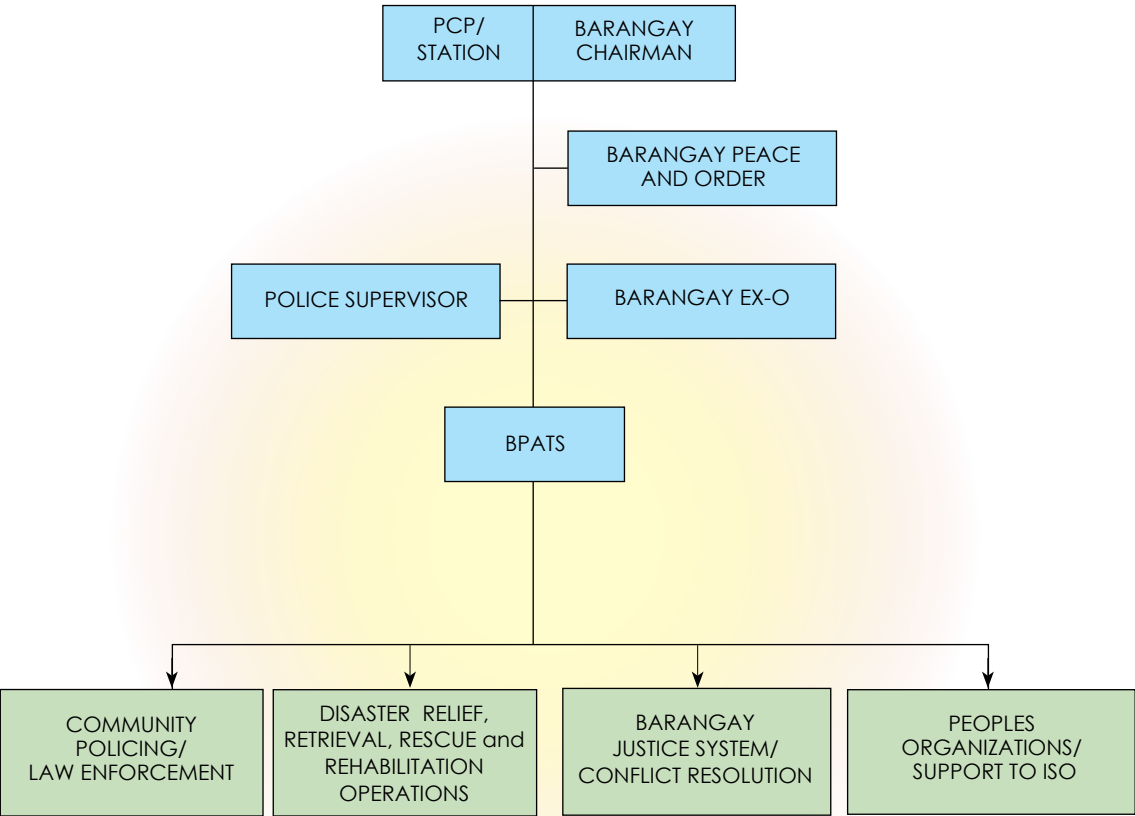 PCP/
STATION
BARANGAY
CHAIRMAN
BARANGAY PEACE
AND ORDER
POLICE SUPERVISOR
BARANGAY EX-O
BPATS
COMMUNITY
POLICING/
LAW ENFORCEMENT
DISASTER RELIEF,
RETRIEVAL, RESCUE and
REHABILITATION
OPERATIONS
BARANGAY
JUSTICE SYSTEM/
CONFLICT RESOLUTION
PEOPLES
ORGANIZATIONS/
SUPPORT TO ISO